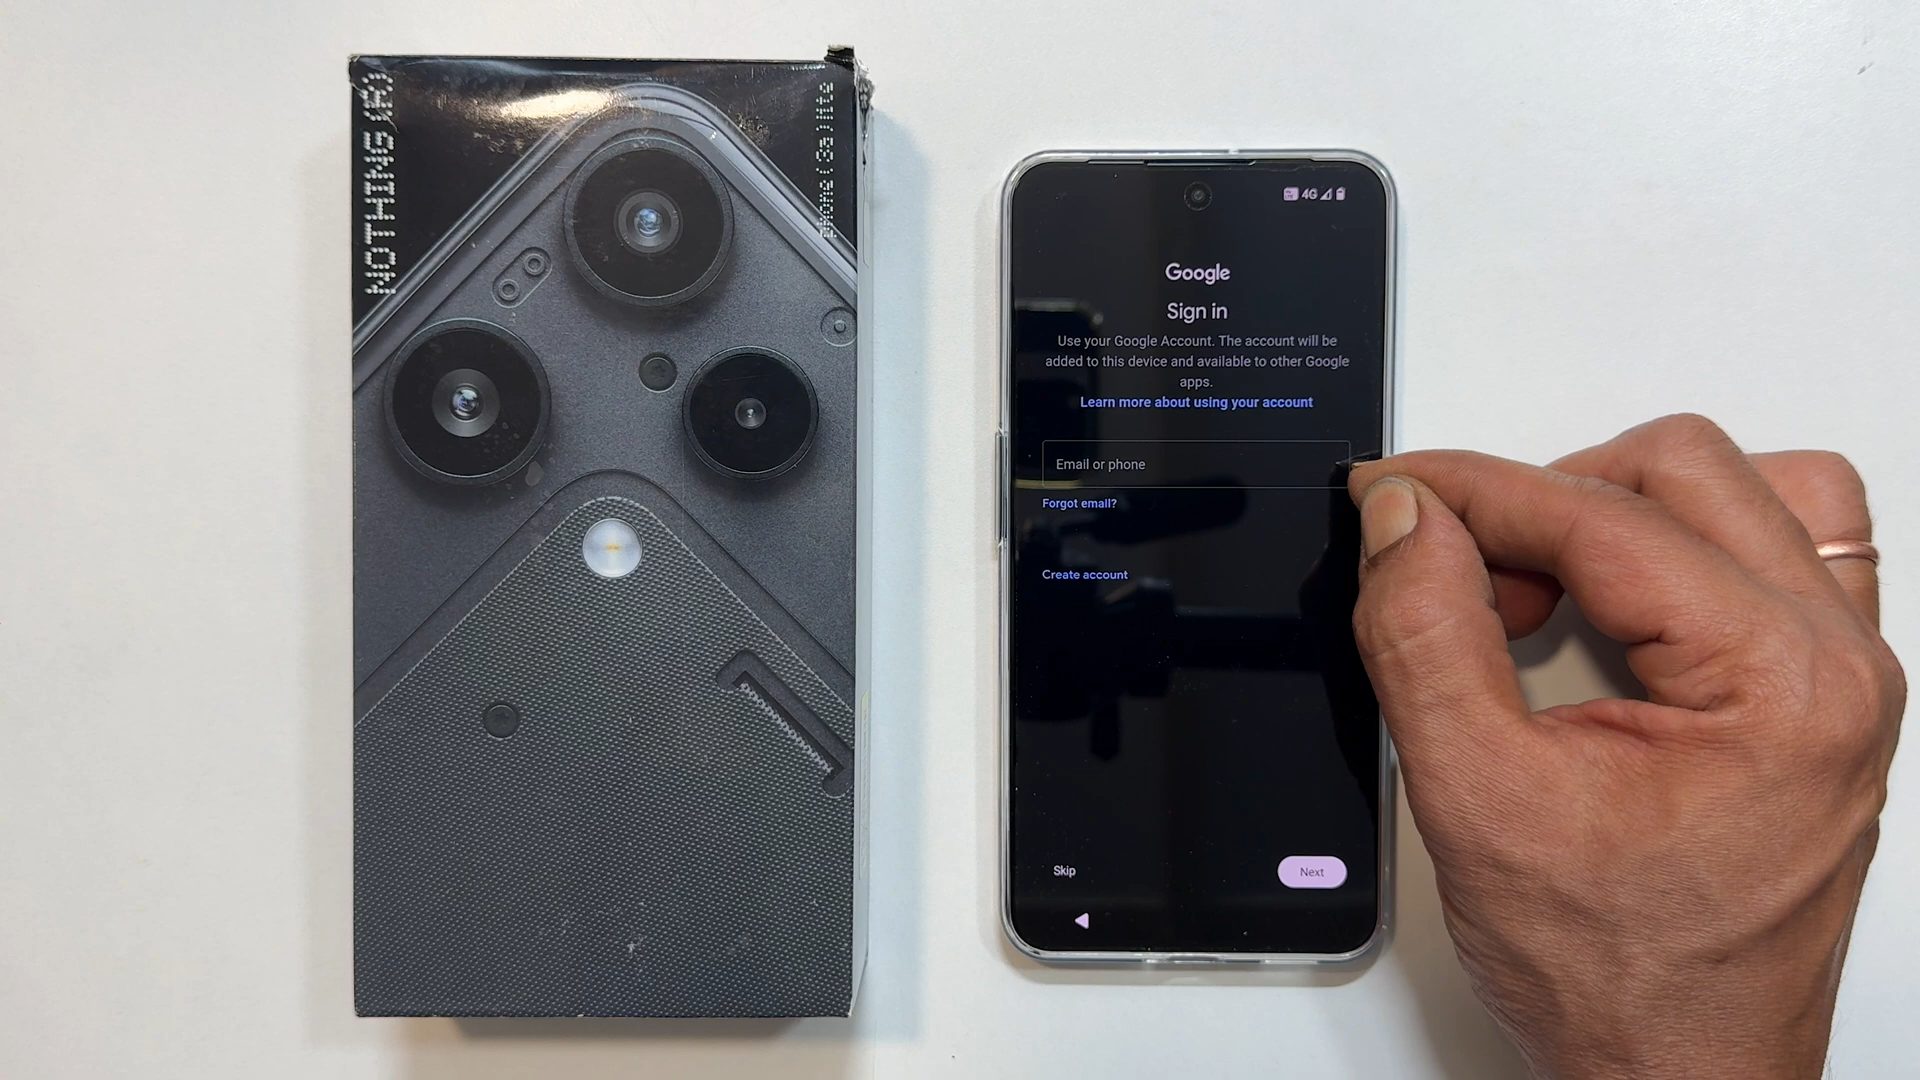 NOTHING (R)
phone (3a) lite
4G
Google
Sign in
Use your Google Account. The account will be
added to this device and available to other Google
apps.
Learn more about using your account
Email or phone
Forgot email?
Create account
Skip
Next